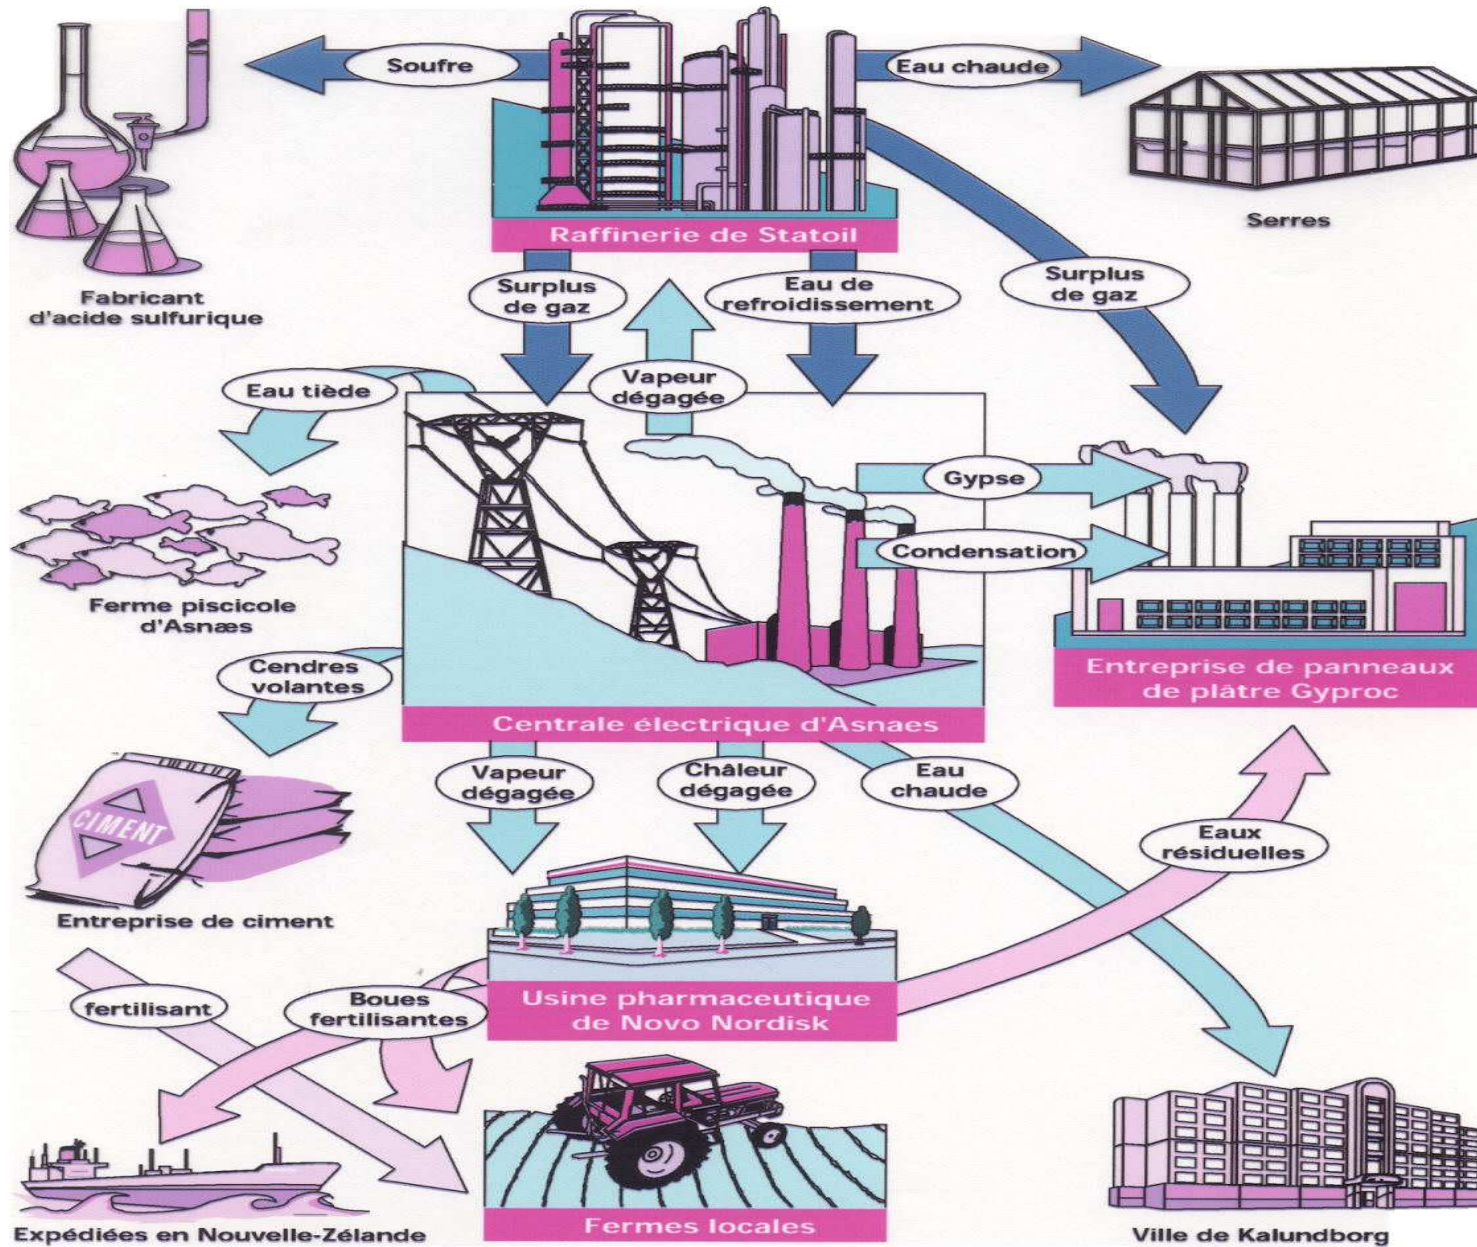 Soufre
Eau chaude
Serres
Raffinerie de Statoil
Fabricant
d'acide sulfurique
Surplus
de gaz
Eau de
refroidissement
Surplus
de gaz
Eau tiède
Vapeur
dégagée
Gypse
Condensation
Ferme piscicole
d'Asnæs
Cendres
volantes
Entreprise de panneaux
de plâtre Gyproc
Centrale électrique d'Asnaes
Vapeur
dégagée
Châleur
dégagée
Eau
chaude
CIMENT
Eaux
résiduelles
Entreprise de ciment
fertilisant
Boues
fertilisantes
Usine pharmaceutique
de Novo Nordisk
Expédiées en Nouvelle-Zélande
Fermes locales
Ville de Kalundborg